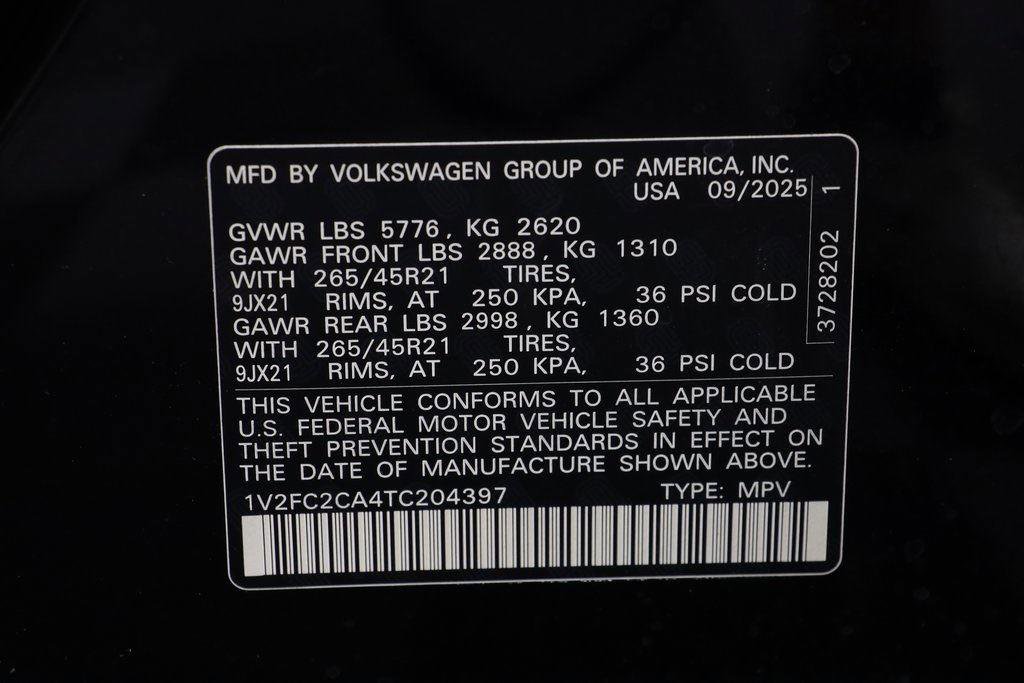 MFD BY VOLKSWAGEN GROUP OF AMERICA, INC.
USA 09/2025
GVWR LBS 5776, KG 2620
GAWR FRONT LBS 2888, KG 1310
WITH 265/45R21 TIRES,
9JX21 RIMS, AT 250 KPA, 36 PSI COLD
GAWR REAR LBS 2998, KG 1360
WITH 265/45R21 TIRES,
9JX21 RIMS, AT 250 KPA, 36 PSI COLD
3728202 1
THIS VEHICLE CONFORMS TO ALL APPLICABLE
U.S. FEDERAL MOTOR VEHICLE SAFETY AND
THEFT PREVENTION STANDARDS IN EFFECT ON
THE DATE OF MANUFACTURE SHOWN ABOVE.
1V2FC2CA4TC204397 TYPE: MPV